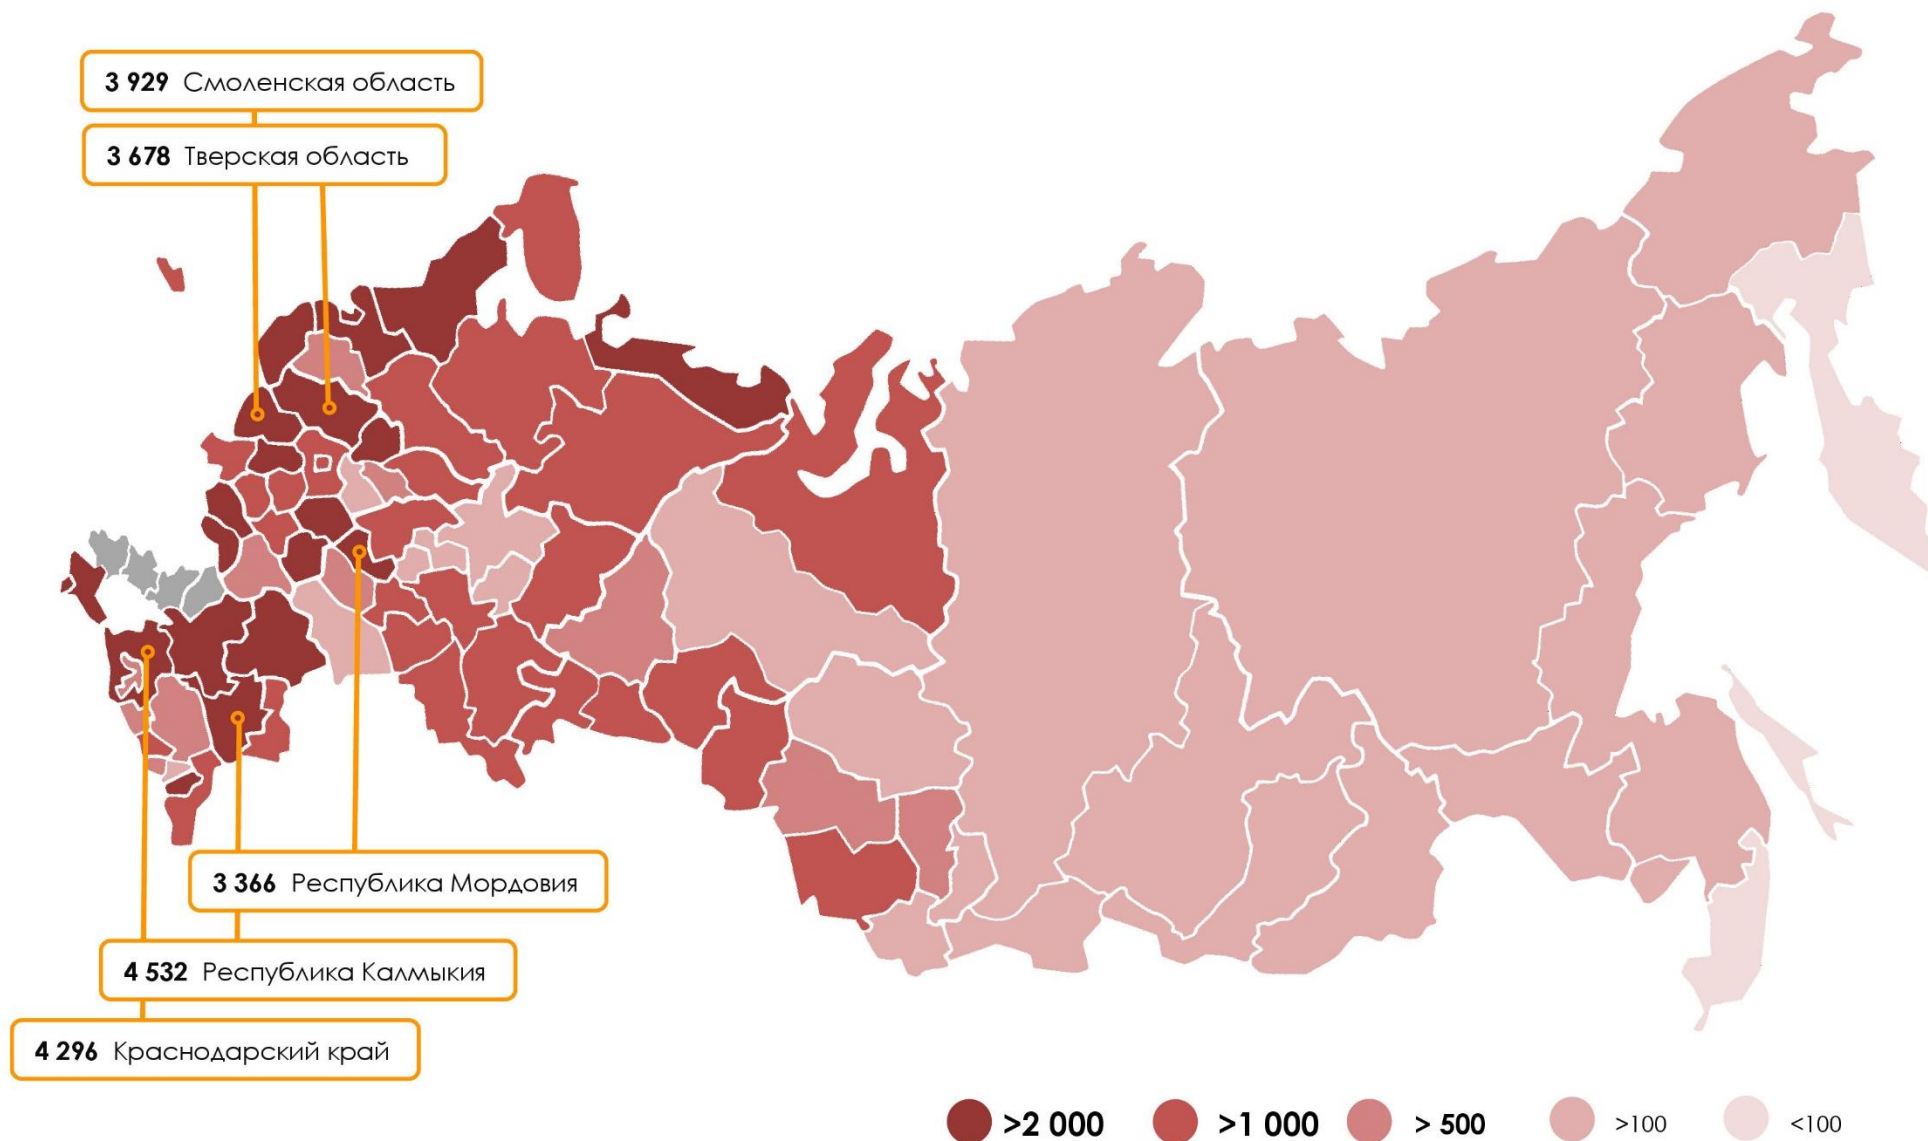 3 929 Смоленская область
3 678 Тверская область
3 366 Республика Мордовия
4 532 Республика Калмыкия
4 296 Краснодарский край
>2 000 >1 000 > 500 >100 <100